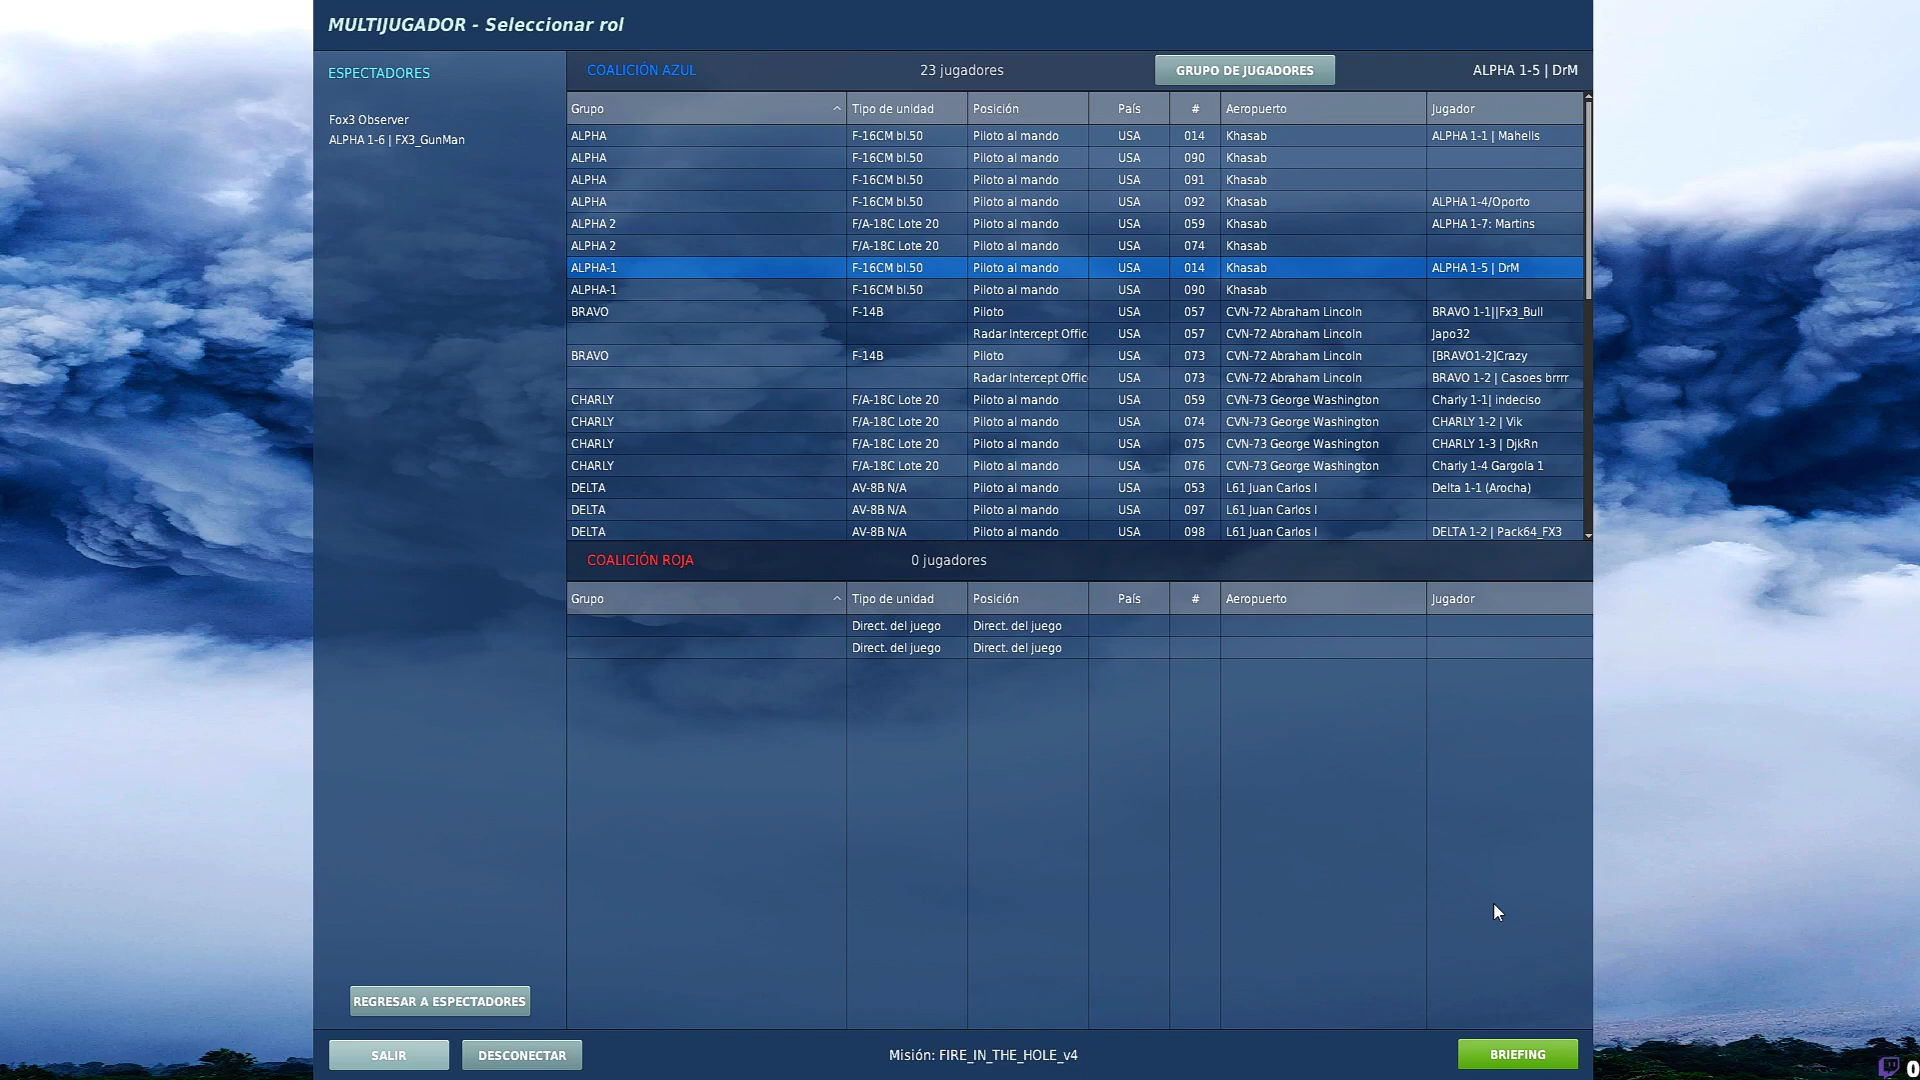 MULTIJUGADOR - Seleccionar rol
ESPECTADORES
Fox3 Observer
ALPHA 1-6 | FX3_GunMan
COALICIÓN AZUL 23 jugadores GRUPO DE JUGADORES ALPHA 1-5 | DrM
Grupo Tipo de unidad Posición País # Aeropuerto Jugador
ALPHA F-16CM bl.50 Piloto al mando USA 014 Khasab ALPHA 1-1 | Mahells
ALPHA F-16CM bl.50 Piloto al mando USA 090 Khasab
ALPHA F-16CM bl.50 Piloto al mando USA 091 Khasab
ALPHA F-16CM bl.50 Piloto al mando USA 092 Khasab ALPHA 1-4/Oporto
ALPHA 2 F/A-18C Lote 20 Piloto al mando USA 059 Khasab ALPHA 1-7: Martins
ALPHA 2 F/A-18C Lote 20 Piloto al mando USA 074 Khasab
ALPHA-1 F-16CM bl.50 Piloto al mando USA 014 Khasab ALPHA 1-5 | DrM
ALPHA-1 F-16CM bl.50 Piloto al mando USA 090 Khasab
BRAVO F-14B Piloto USA 057 CVN-72 Abraham Lincoln BRAVO 1-1||Fx3_Bull
Radar Intercept Offic USA 057 CVN-72 Abraham Lincoln Japo32
BRAVO F-14B Piloto USA 073 CVN-72 Abraham Lincoln [BRAVO1-2]Crazy
Radar Intercept Offic USA 073 CVN-72 Abraham Lincoln BRAVO 1-2 | Casoes brrrr
CHARLY F/A-18C Lote 20 Piloto al mando USA 059 CVN-73 George Washington Charly 1-1| indeciso
CHARLY F/A-18C Lote 20 Piloto al mando USA 074 CVN-73 George Washington CHARLY 1-2 | Vik
CHARLY F/A-18C Lote 20 Piloto al mando USA 075 CVN-73 George Washington CHARLY 1-3 | DjkRn
CHARLY F/A-18C Lote 20 Piloto al mando USA 076 CVN-73 George Washington Charly 1-4 Gargola 1
DELTA AV-8B N/A Piloto al mando USA 053 L61 Juan Carlos I Delta 1-1 (Arocha)
DELTA AV-8B N/A Piloto al mando USA 097 L61 Juan Carlos I
DELTA AV-8B N/A Piloto al mando USA 098 L61 Juan Carlos I DELTA 1-2 | Pack64_FX3
COALICIÓN ROJA 0 jugadores
Grupo Tipo de unidad Posición País # Aeropuerto Jugador
Direct. del juego Direct. del juego
Direct. del juego Direct. del juego
REGRESAR A ESPECTADORES
SALIR DESCONECTAR Misión: FIRE_IN_THE_HOLE_v4 BRIEFING
0